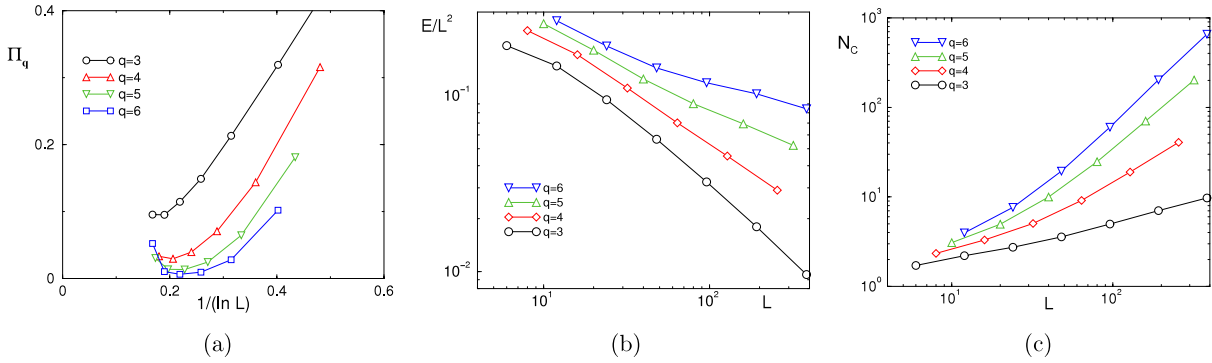 0.4
Π_q
q=3
q=4
q=5
q=6
0.2
0
0 0.2 0.4 0.6
1/(ln L)
(a)
E/L²
10⁻¹
q=6
q=5
q=4
q=3
10⁻²
10¹ 10² L
(b)
10³
N_C
q=6
q=5
q=4
q=3
10²
10¹
10⁰
10¹ L 10²
(c)